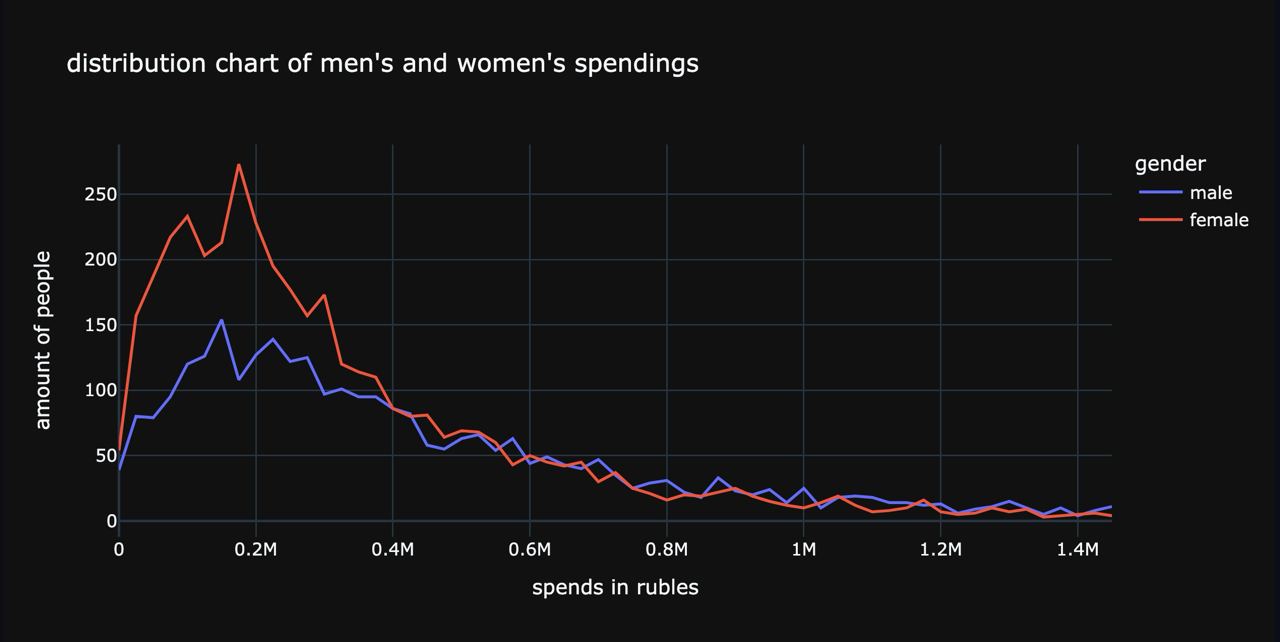 distribution chart of men's and women's spendings
gender
male
female
amount of people
250
200
150
100
50
0
0
0.2M
0.4M
0.6M
0.8M
1M
1.2M
1.4M
spends in rubles